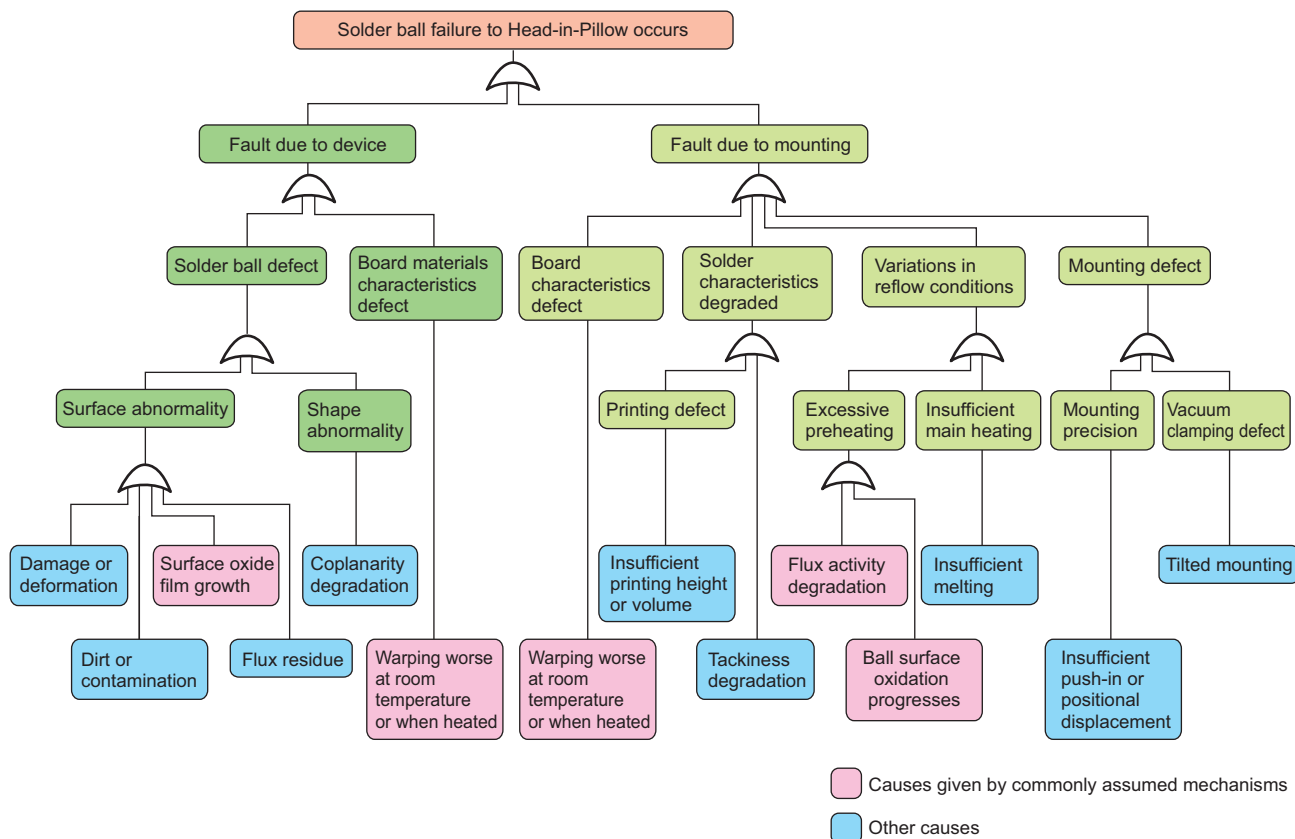 Solder ball failure to Head-in-Pillow occurs
Fault due to device
Fault due to mounting
Solder ball defect
Board materials
characteristics
defect
Board
characteristics
defect
Solder
characteristics
degraded
Variations in
reflow conditions
Mounting defect
Surface abnormality
Shape
abnormality
Printing defect
Excessive
preheating
Insufficient
main heating
Mounting
precision
Vacuum
clamping defect
Damage or
deformation
Surface oxide
film growth
Coplanarity
degradation
Insufficient
printing height
or volume
Flux activity
degradation
Insufficient
melting
Tilted mounting
Dirt or
contamination
Flux residue
Warping worse
at room
temperature
or when heated
Warping worse
at room
temperature
or when heated
Tackiness
degradation
Ball surface
oxidation
progresses
Insufficient
push-in or
positional
displacement
Causes given by commonly assumed mechanisms
Other causes